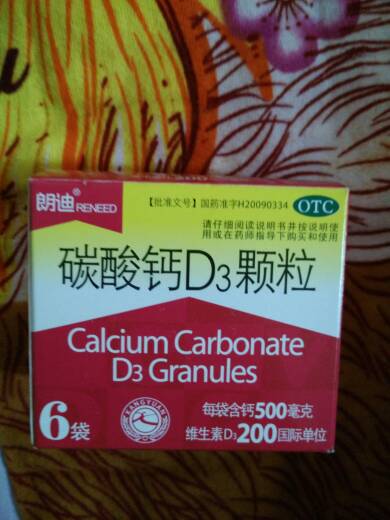 朗迪® RENEED
【批准文号】国药准字H20090334
OTC
请仔细阅读说明书并按说明使
用或在药师指导下购买和使用
碳酸钙D3颗粒
Calcium Carbonate
D3 Granules
6袋
KANGYUAN
每袋含钙500毫克
维生素D3 200国际单位